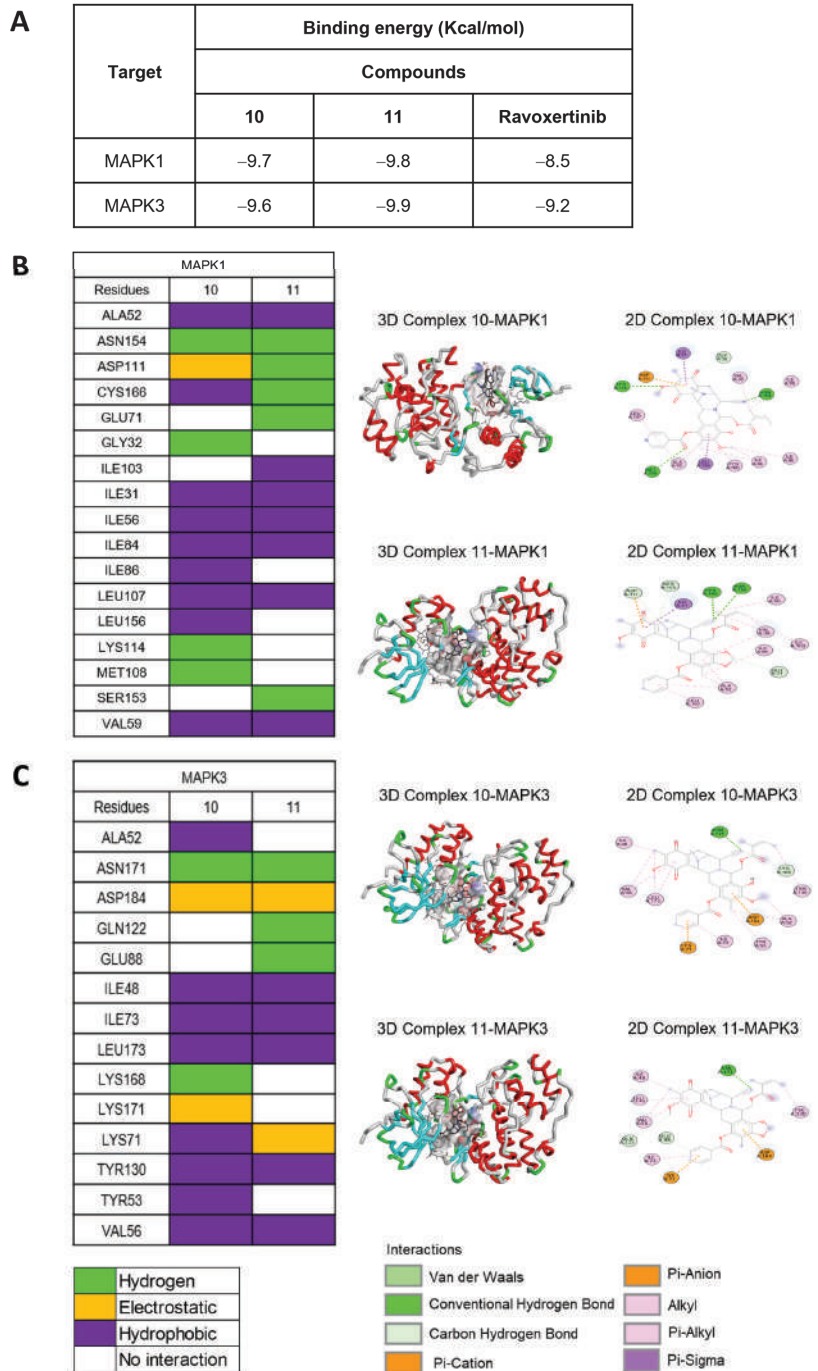 A
Target
Binding energy (Kcal/mol)
Compounds
10 11 Ravoxertinib
MAPK1 −9.7 −9.8 −8.5
MAPK3 −9.6 −9.9 −9.2
B
MAPK1
Residues 10 11
ALA52
ASN154
ASP111
CYS166
GLU71
GLY32
ILE103
ILE31
ILE56
ILE84
ILE86
LEU107
LEU156
LYS114
MET108
SER153
VAL59
3D Complex 10-MAPK1
2D Complex 10-MAPK1
3D Complex 11-MAPK1
2D Complex 11-MAPK1
C
MAPK3
Residues 10 11
ALA52
ASN171
ASP184
GLN122
GLU88
ILE48
ILE73
LEU173
LYS168
LYS171
LYS71
TYR130
TYR53
VAL56
3D Complex 10-MAPK3
2D Complex 10-MAPK3
3D Complex 11-MAPK3
2D Complex 11-MAPK3
Hydrogen
Electrostatic
Hydrophobic
No interaction
Interactions
Van der Waals
Conventional Hydrogen Bond
Carbon Hydrogen Bond
Pi-Cation
Pi-Anion
Alkyl
Pi-Alkyl
Pi-Sigma